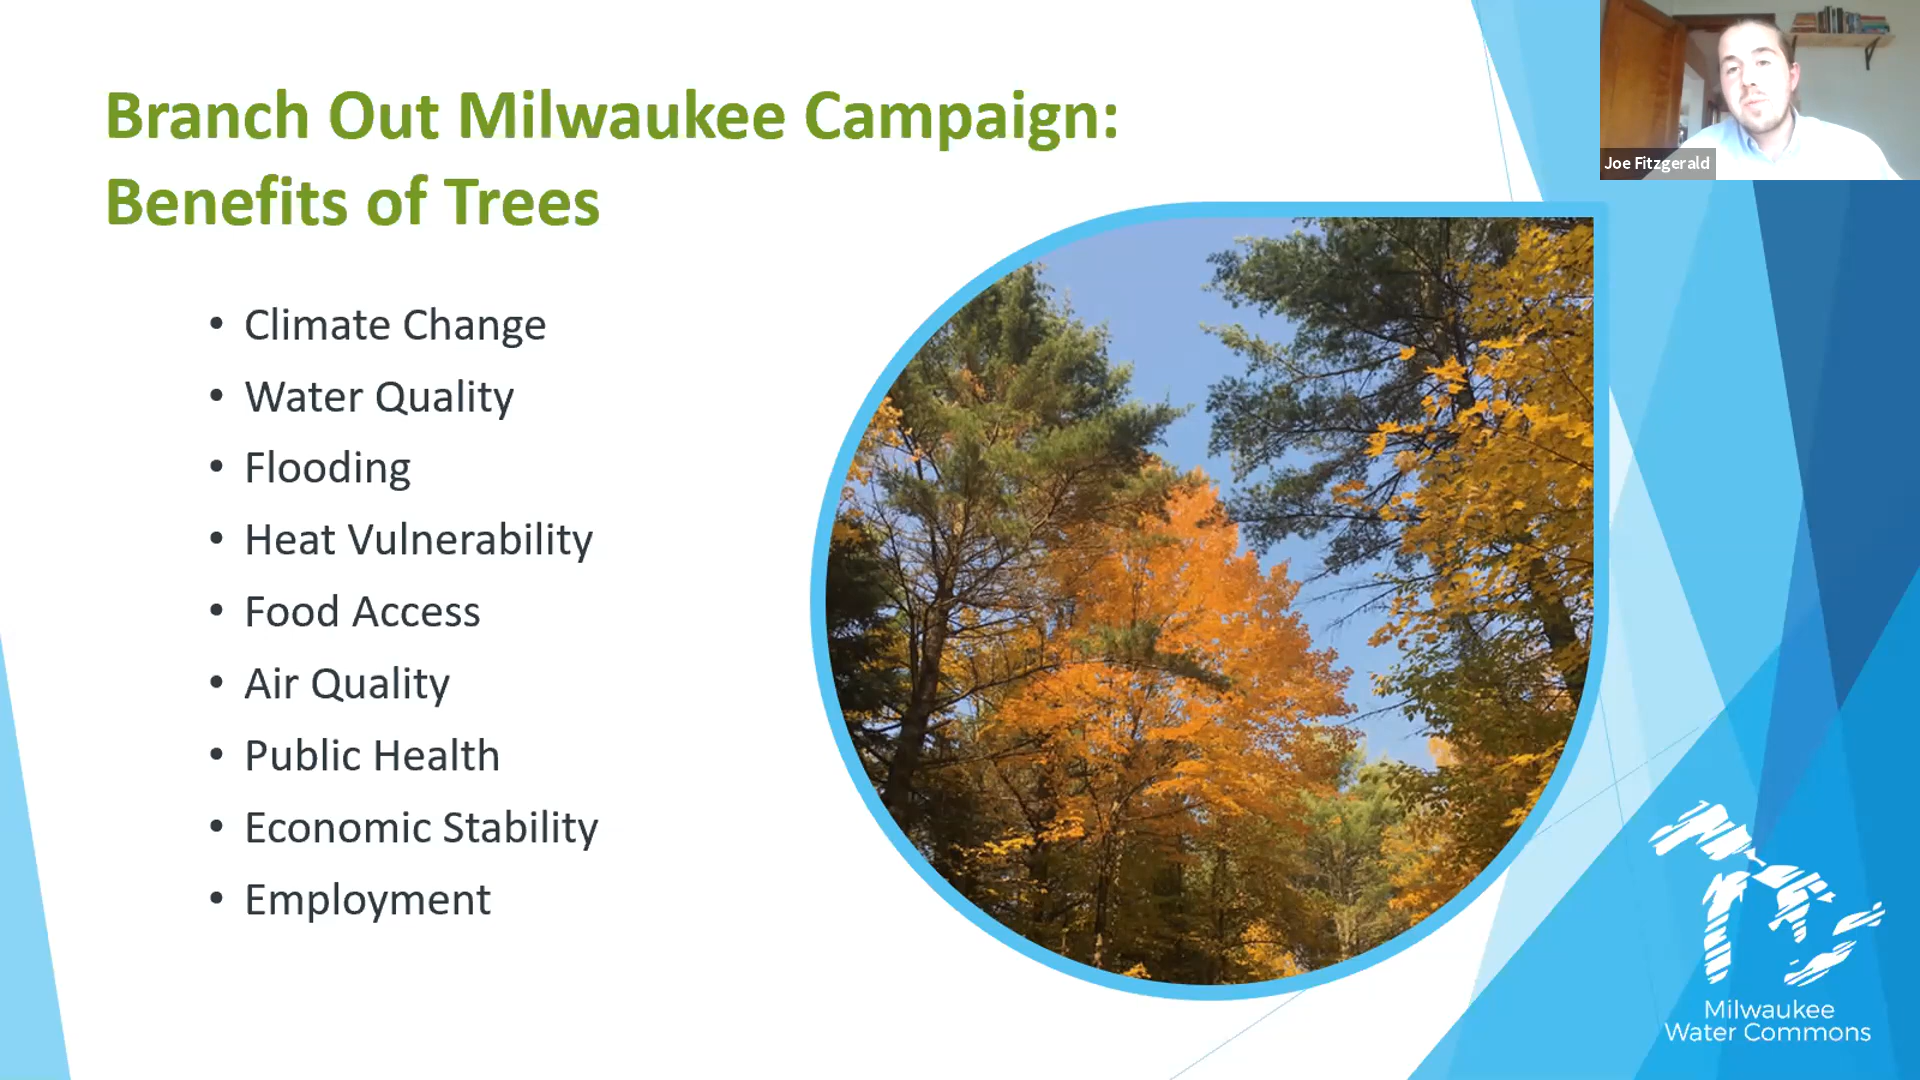 Branch Out Milwaukee Campaign:
Benefits of Trees
• Climate Change
• Water Quality
• Flooding
• Heat Vulnerability
• Food Access
• Air Quality
• Public Health
• Economic Stability
• Employment
Joe Fitzgerald
Milwaukee
Water Commons